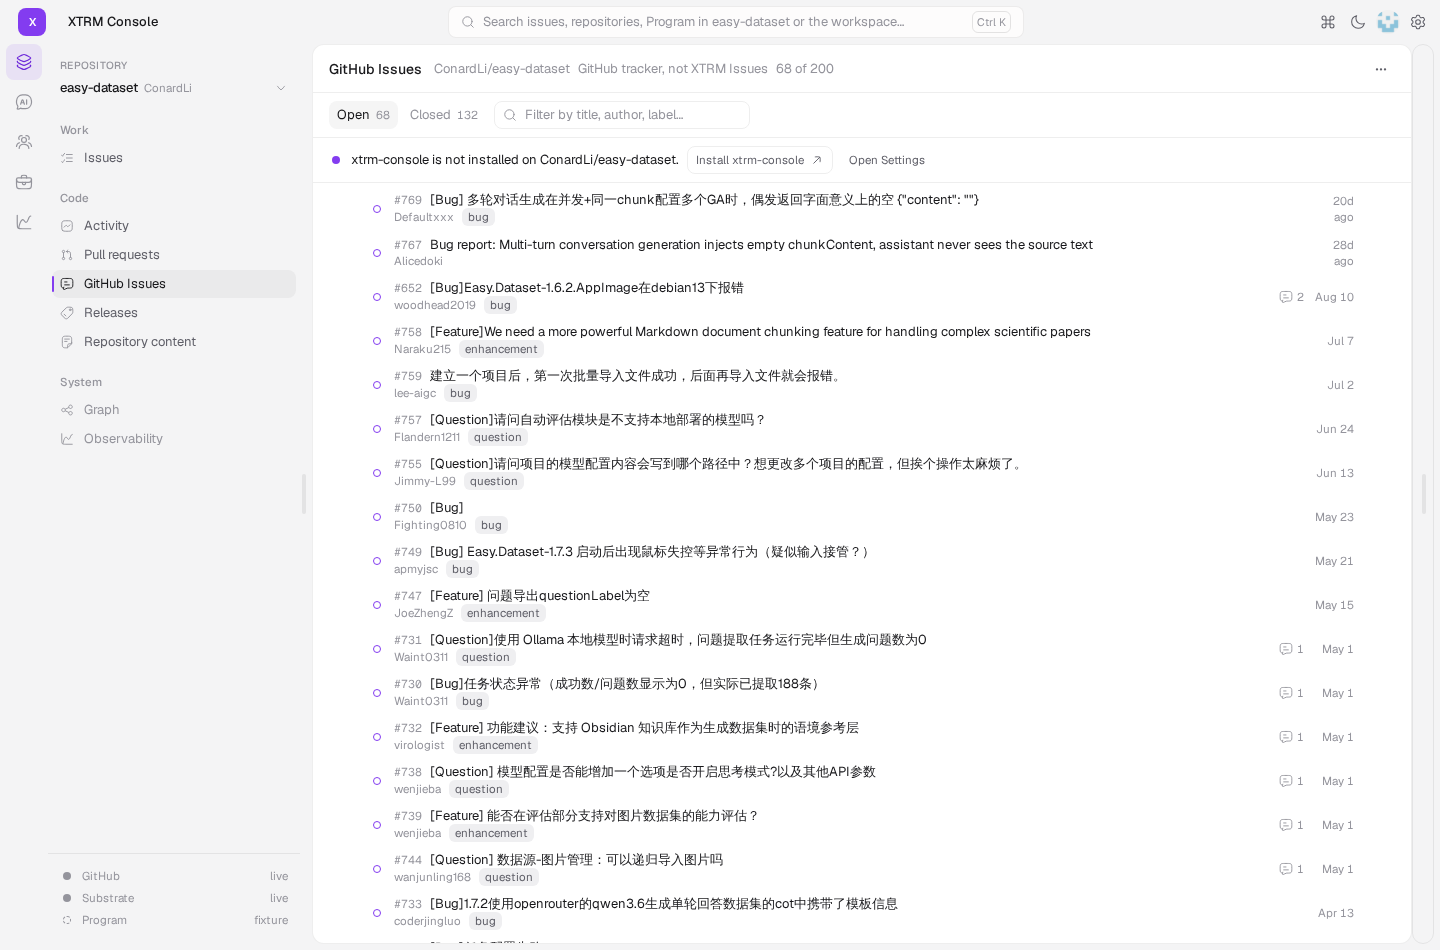 X XTRM Console
Search issues, repositories, Program in easy-dataset or the workspace... Ctrl K
REPOSITORY
easy-dataset ConardLi
Work
Issues
Code
Activity
Pull requests
GitHub Issues
Releases
Repository content
System
Graph
Observability
GitHub live
Substrate live
Program fixture
GitHub Issues ConardLi/easy-dataset GitHub tracker, not XTRM Issues 68 of 200
Open 68 Closed 132 Filter by title, author, label...
xtrm-console is not installed on ConardLi/easy-dataset. Install xtrm-console Open Settings
#769 [Bug] 多轮对话生成在并发+同一chunk配置多个GA时，偶发返回字面意义上的空 {"content": ""}
Defaultxxx bug
20d
ago
#767 Bug report: Multi-turn conversation generation injects empty chunkContent, assistant never sees the source text
Alicedoki
28d
ago
#652 [Bug]Easy.Dataset-1.6.2.AppImage在debian13下报错
woodhead2019 bug
2 Aug 10
#758 [Feature]We need a more powerful Markdown document chunking feature for handling complex scientific papers
Naraku215 enhancement
Jul 7
#759 建立一个项目后，第一次批量导入文件成功，后面再导入文件就会报错。
lee-aigc bug
Jul 2
#757 [Question]请问自动评估模块是不支持本地部署的模型吗？
Flandern1211 question
Jun 24
#755 [Question]请问项目的模型配置内容会写到哪个路径中？想更改多个项目的配置，但挨个操作太麻烦了。
Jimmy-L99 question
Jun 13
#750 [Bug]
Fighting0810 bug
May 23
#749 [Bug] Easy.Dataset-1.7.3 启动后出现鼠标失控等异常行为（疑似输入接管？）
apmyjsc bug
May 21
#747 [Feature] 问题导出questionLabel为空
JoeZhengZ enhancement
May 15
#731 [Question]使用 Ollama 本地模型时请求超时，问题提取任务运行完毕但生成问题数为0
Waint0311 question
1 May 1
#730 [Bug]任务状态异常（成功数/问题数显示为0，但实际已提取188条）
Waint0311 bug
1 May 1
#732 [Feature] 功能建议：支持 Obsidian 知识库作为生成数据集时的语境参考层
virologist enhancement
1 May 1
#738 [Question] 模型配置是否能增加一个选项是否开启思考模式?以及其他API参数
wenjieba question
1 May 1
#739 [Feature] 能否在评估部分支持对图片数据集的能力评估？
wenjieba enhancement
1 May 1
#744 [Question] 数据源-图片管理：可以递归导入图片吗
wanjunling168 question
1 May 1
#733 [Bug]1.7.2使用openrouter的qwen3.6生成单轮回答数据集的cot中携带了模板信息
coderjingluo bug
Apr 13